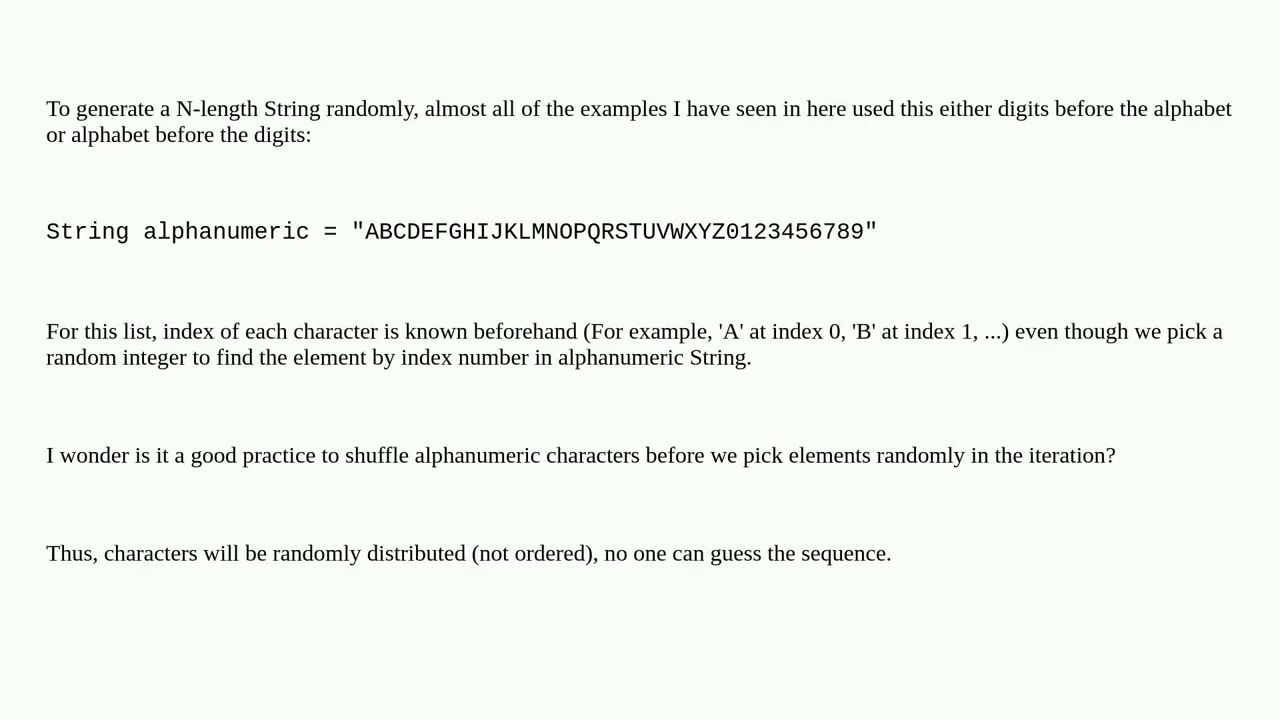 To generate a N-length String randomly, almost all of the examples I have seen in here used this either digits before the alphabet
or alphabet before the digits:
String alphanumeric = "ABCDEFGHIJKLMNOPQRSTUVWXYZ0123456789"
For this list, index of each character is known beforehand (For example, 'A' at index 0, 'B' at index 1, ...) even though we pick a
random integer to find the element by index number in alphanumeric String.
I wonder is it a good practice to shuffle alphanumeric characters before we pick elements randomly in the iteration?
Thus, characters will be randomly distributed (not ordered), no one can guess the sequence.